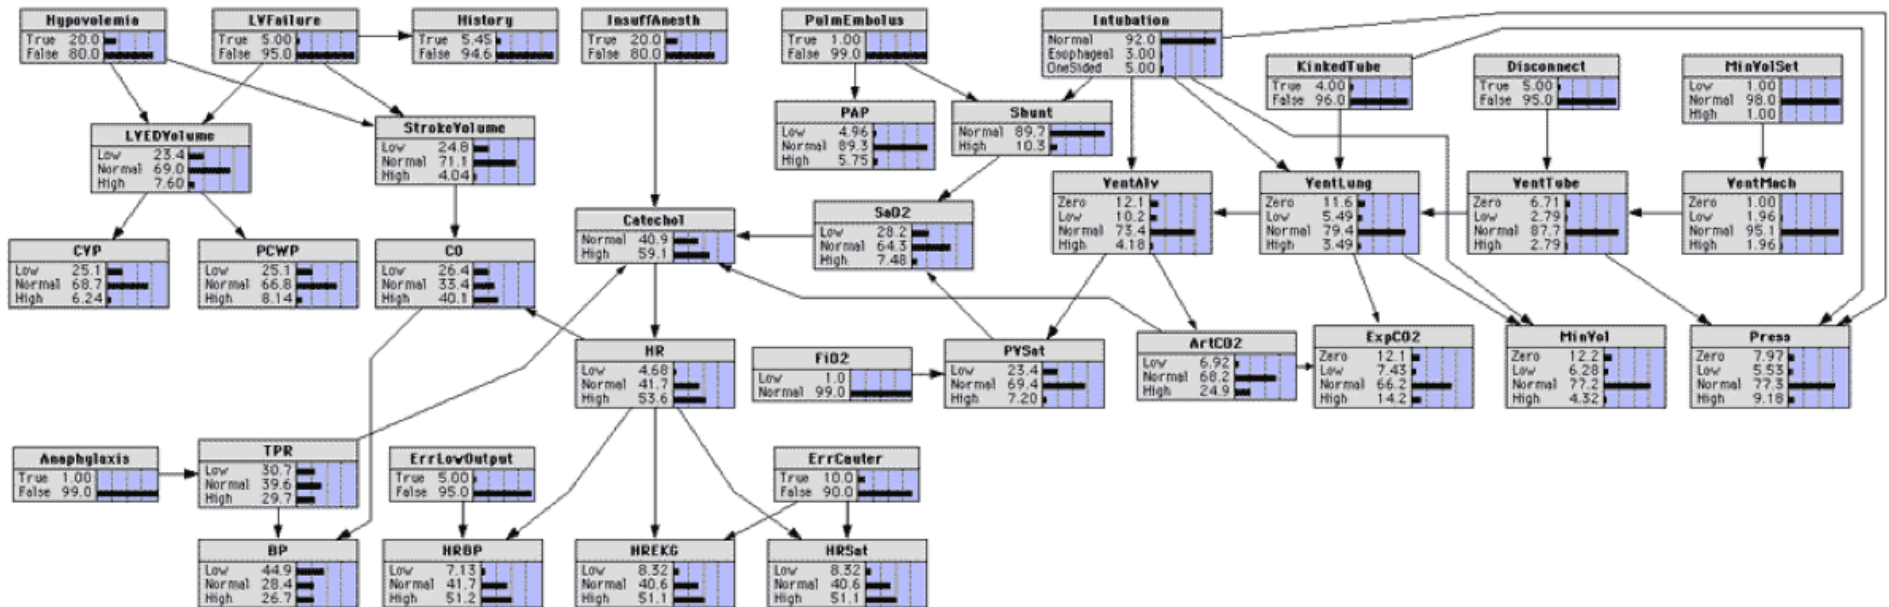 Hypovolemia
True 20.0
False 80.0
LVFailure
True 5.00
False 95.0
History
True 5.45
False 94.6
InsuffAnesth
True 20.0
False 80.0
PulmEmbolus
True 1.00
False 99.0
Intubation
Normal 92.0
Esophageal 3.00
OneSided 5.00
KinkedTube
True 4.00
False 96.0
Disconnect
True 5.00
False 95.0
MinVolSet
Low 1.00
Normal 98.0
High 1.00
LVEDVolume
Low 23.4
Normal 69.0
High 7.60
StrokeVolume
Low 24.8
Normal 71.1
High 4.04
PAP
Low 4.96
Normal 89.3
High 5.75
Shunt
Normal 89.7
High 10.3
VentAlv
Zero 12.1
Low 10.2
Normal 73.4
High 4.18
VentLung
Zero 11.6
Low 5.49
Normal 79.4
High 3.49
VentTube
Zero 6.71
Low 2.79
Normal 87.7
High 2.79
VentMach
Zero 1.00
Low 1.96
Normal 95.1
High 1.96
CVP
Low 25.1
Normal 68.7
High 6.24
PCWP
Low 25.1
Normal 66.8
High 8.14
CO
Low 26.4
Normal 33.4
High 40.1
Catechol
Normal 40.9
High 59.1
SaO2
Low 28.2
Normal 64.3
High 7.48
HR
Low 4.68
Normal 41.7
High 53.6
FiO2
Low 1.0
Normal 99.0
PVSat
Low 23.4
Normal 69.4
High 7.20
ArtCO2
Low 6.92
Normal 68.2
High 24.9
ExpCO2
Zero 12.1
Low 7.43
Normal 66.2
High 14.2
MinVol
Zero 12.2
Low 6.28
Normal 77.2
High 4.32
Press
Zero 7.97
Low 5.53
Normal 77.3
High 9.18
Anaphylaxis
True 1.00
False 99.0
TPR
Low 30.7
Normal 39.6
High 29.7
ErrLowOutput
True 5.00
False 95.0
ErrCauter
True 10.0
False 90.0
BP
Low 44.9
Normal 28.4
High 26.7
HRBP
Low 7.13
Normal 41.7
High 51.2
HREKG
Low 8.32
Normal 40.6
High 51.1
HRSat
Low 8.32
Normal 40.6
High 51.1